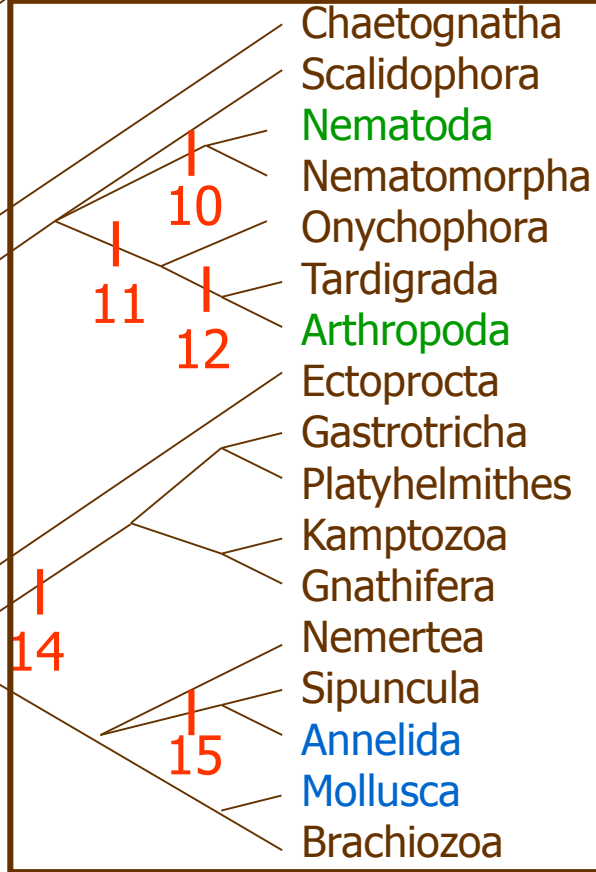 Chaetognatha
Scalidophora
Nematoda
Nematomorpha
10
Onychophora
Tardigrada
11
Arthropoda
12
Ectoprocta
Gastrotricha
Platyhelmithes
Kamptozoa
Gnathifera
Nemertea
14
Sipuncula
Annelida
15
Mollusca
Brachiozoa